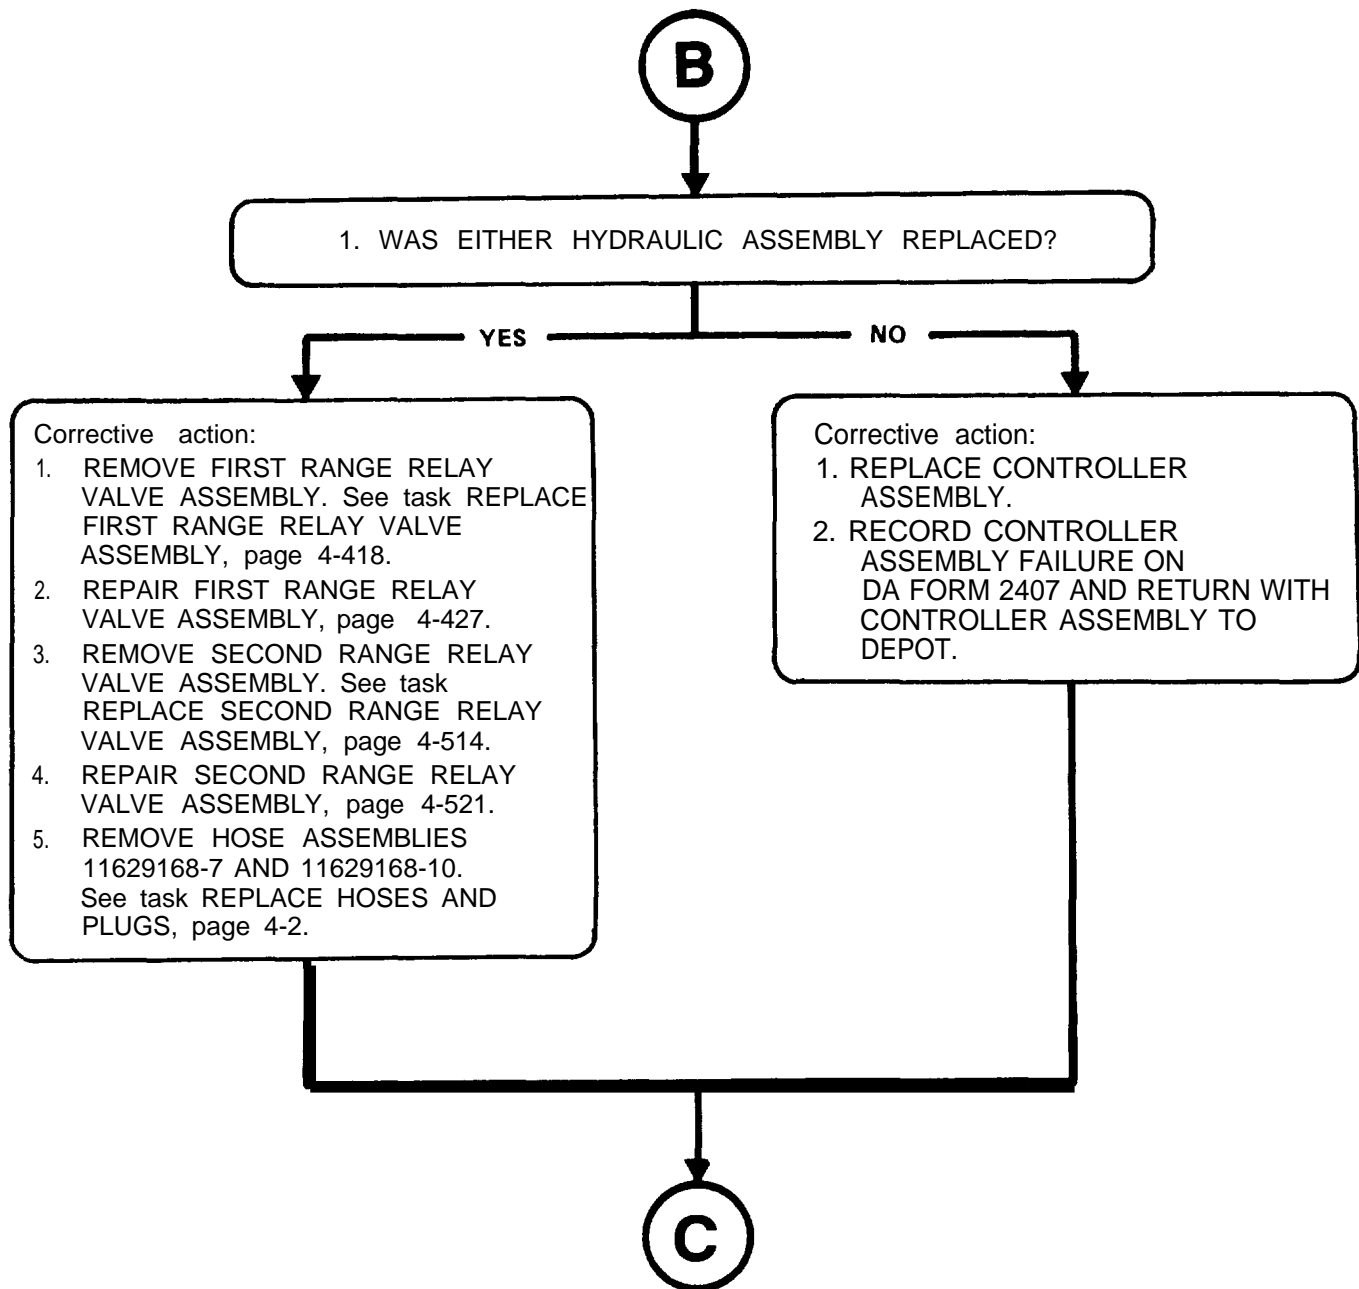 B
1. WAS EITHER HYDRAULIC ASSEMBLY REPLACED?
YES
NO
Corrective action:
1. REMOVE FIRST RANGE RELAY
VALVE ASSEMBLY. See task REPLACE
FIRST RANGE RELAY VALVE
ASSEMBLY, page 4-418.
2. REPAIR FIRST RANGE RELAY
VALVE ASSEMBLY, page 4-427.
3. REMOVE SECOND RANGE RELAY
VALVE ASSEMBLY. See task
REPLACE SECOND RANGE RELAY
VALVE ASSEMBLY, page 4-514.
4. REPAIR SECOND RANGE RELAY
VALVE ASSEMBLY, page 4-521.
5. REMOVE HOSE ASSEMBLIES
11629168-7 AND 11629168-10.
See task REPLACE HOSES AND
PLUGS, page 4-2.
Corrective action:
1. REPLACE CONTROLLER
ASSEMBLY.
2. RECORD CONTROLLER
ASSEMBLY FAILURE ON
DA FORM 2407 AND RETURN WITH
CONTROLLER ASSEMBLY TO
DEPOT.
C